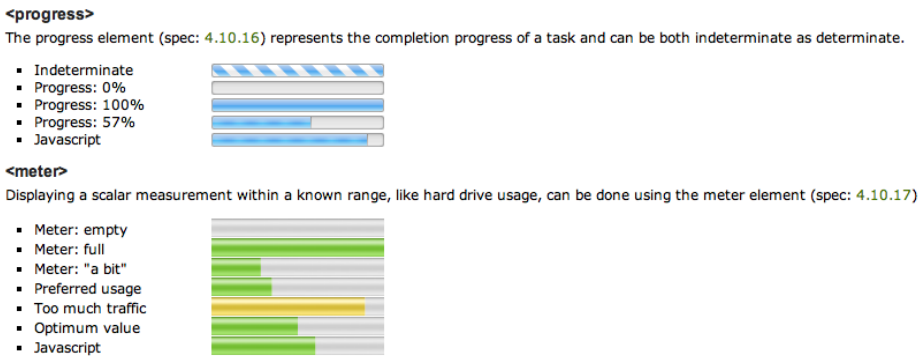 <progress>
The progress element (spec: 4.10.16) represents the completion progress of a task and can be both indeterminate as determinate.
Indeterminate
Progress: 0%
Progress: 100%
Progress: 57%
Javascript
<meter>
Displaying a scalar measurement within a known range, like hard drive usage, can be done using the meter element (spec: 4.10.17)
Meter: empty
Meter: full
Meter: "a bit"
Preferred usage
Too much traffic
Optimum value
Javascript